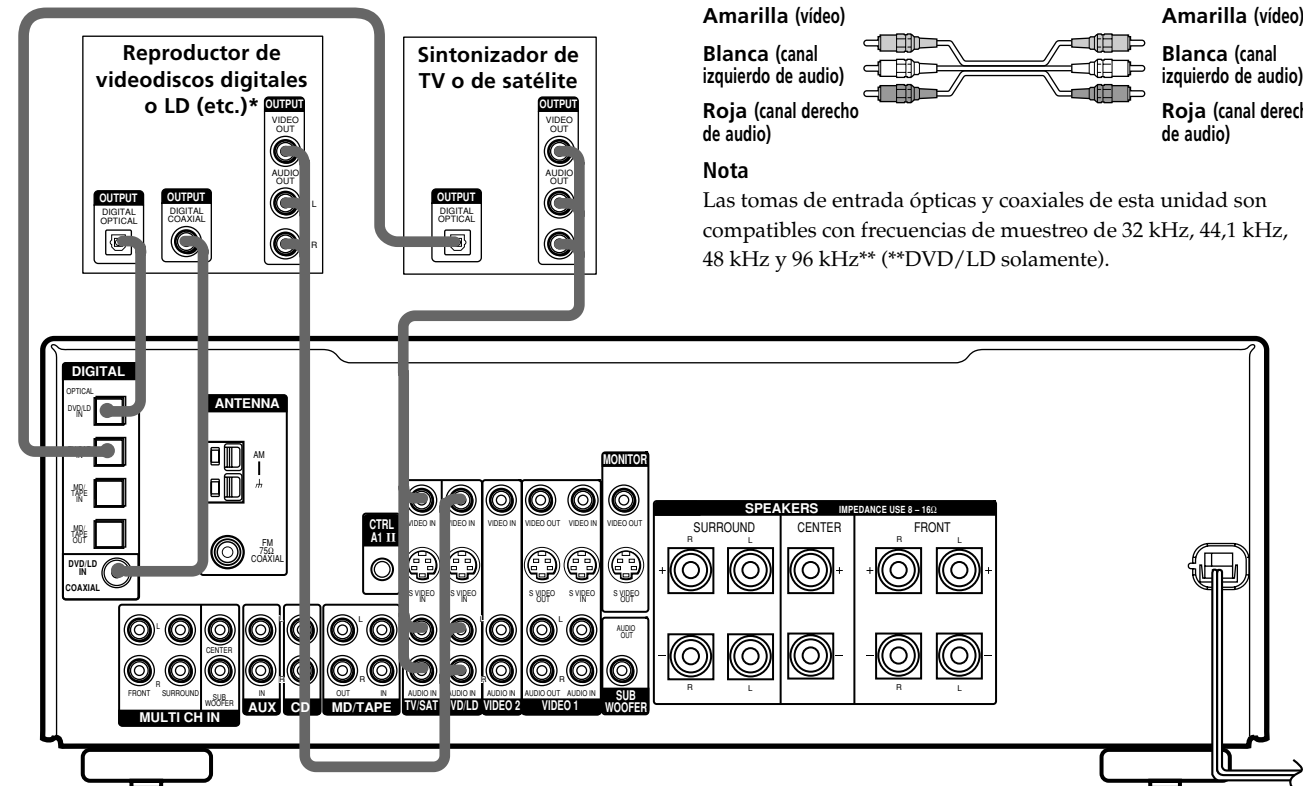 Reproductor de
videodiscos digitales
o LD (etc.)*
OUTPUT
VIDEO
OUT
AUDIO
OUT
L
R
OUTPUT
DIGITAL
OPTICAL
OUTPUT
DIGITAL
COAXIAL
Sintonizador de
TV o de satélite
OUTPUT
VIDEO
OUT
AUDIO
OUT
OUTPUT
DIGITAL
OPTICAL
Amarilla (vídeo)
Blanca (canal
izquierdo de audio)
Roja (canal derecho
de audio)
Amarilla (vídeo)
Blanca (canal
izquierdo de audio)
Roja (canal derech
de audio)
Nota
Las tomas de entrada ópticas y coaxiales de esta unidad son
compatibles con frecuencias de muestreo de 32 kHz, 44,1 kHz,
48 kHz y 96 kHz** (**DVD/LD solamente).
DIGITAL
OPTICAL
DVD/LD
IN
IN
MD/
TAPE
IN
MD/
TAPE
OUT
DVD/LD
IN
COAXIAL
ANTENNA
AM
FM
75Ω
COAXIAL
CTRL
A1 II
MONITOR
VIDEO IN VIDEO IN VIDEO IN VIDEO OUT VIDEO IN VIDEO OUT
S VIDEO
IN
S VIDEO
IN
S VIDEO
OUT
S VIDEO
IN
S VIDEO
OUT
SPEAKERS IMPEDANCE USE 8 – 16Ω
SURROUND CENTER FRONT
R L R L
+ + + +
– – – –
R L R L
L L L
CENTER
AUDIO
OUT
FRONT R SURROUND SUB
WOOFER
IN R OUT R IN AUDIO IN AUDIO IN R AUDIO IN AUDIO OUT R AUDIO IN
MULTI CH IN
AUX CD MD/TAPE TV/SAT DVD/LD VIDEO 2 VIDEO 1
SUB
WOOFER